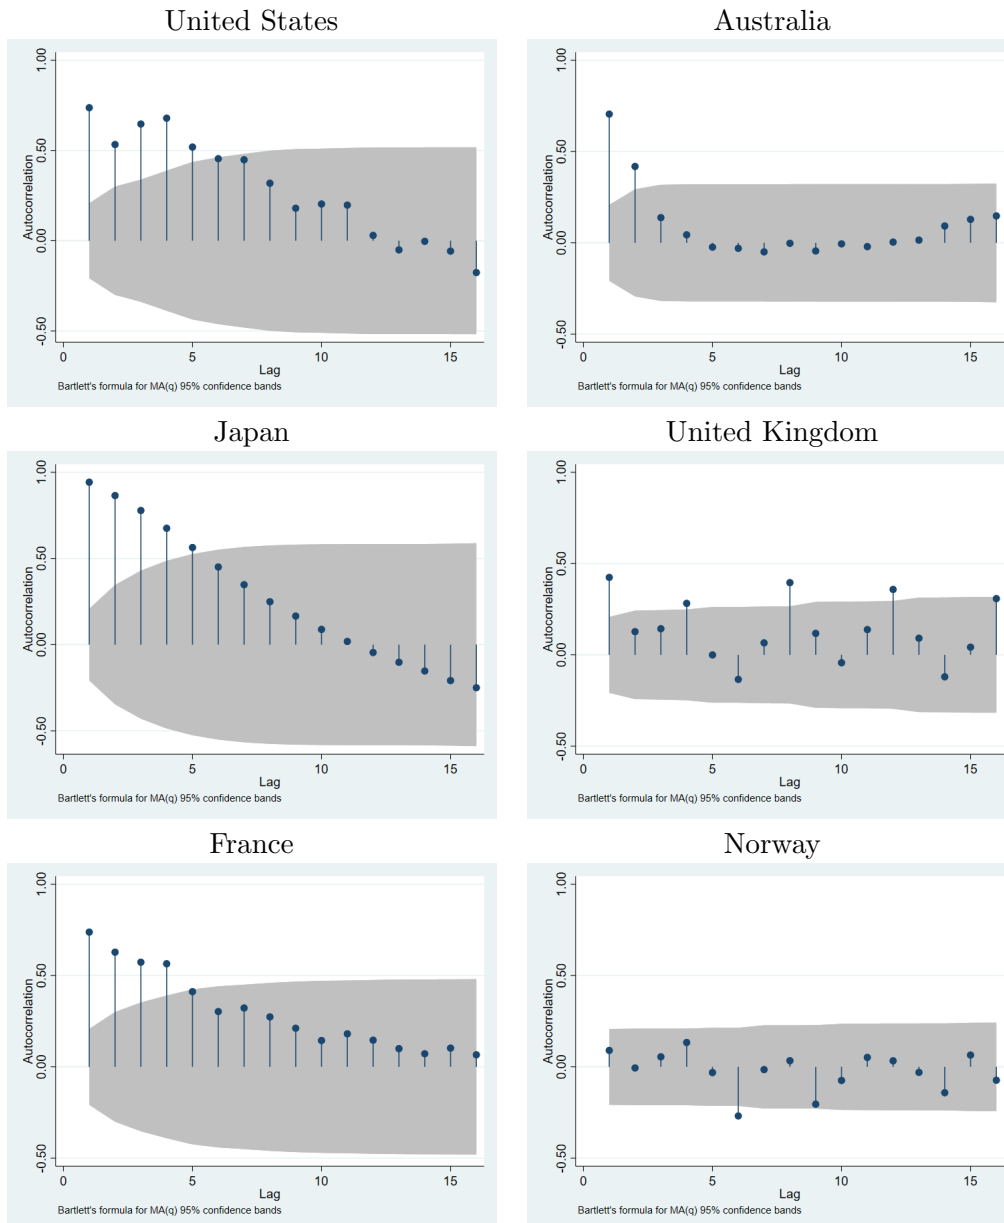 United States
Autocorrelation
1.00
0.50
0.00
-0.50
0 5 10 15
Lag
Bartlett's formula for MA(q) 95% confidence bands
Australia
Autocorrelation
1.00
0.50
0.00
-0.50
0 5 10 15
Lag
Bartlett's formula for MA(q) 95% confidence bands
Japan
Autocorrelation
1.00
0.50
0.00
-0.50
0 5 10 15
Lag
Bartlett's formula for MA(q) 95% confidence bands
United Kingdom
Autocorrelation
1.00
0.50
0.00
-0.50
0 5 10 15
Lag
Bartlett's formula for MA(q) 95% confidence bands
France
Autocorrelation
1.00
0.50
0.00
-0.50
0 5 10 15
Lag
Bartlett's formula for MA(q) 95% confidence bands
Norway
Autocorrelation
1.00
0.50
0.00
-0.50
0 5 10 15
Lag
Bartlett's formula for MA(q) 95% confidence bands